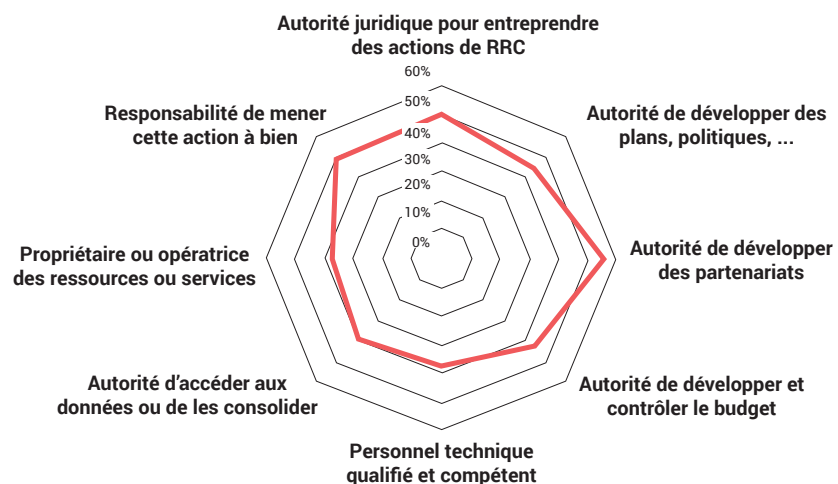 Autorité juridique pour entreprendre
des actions de RRC
60%
50%
40%
30%
20%
10%
0%
Autorité de développer des
plans, politiques, ...
Autorité de développer
des partenariats
Autorité de développer et
contrôler le budget
Personnel technique
qualifié et compétent
Autorité d’accéder aux
données ou de les consolider
Propriétaire ou opératrice
des ressources ou services
Responsabilité de mener
cette action à bien